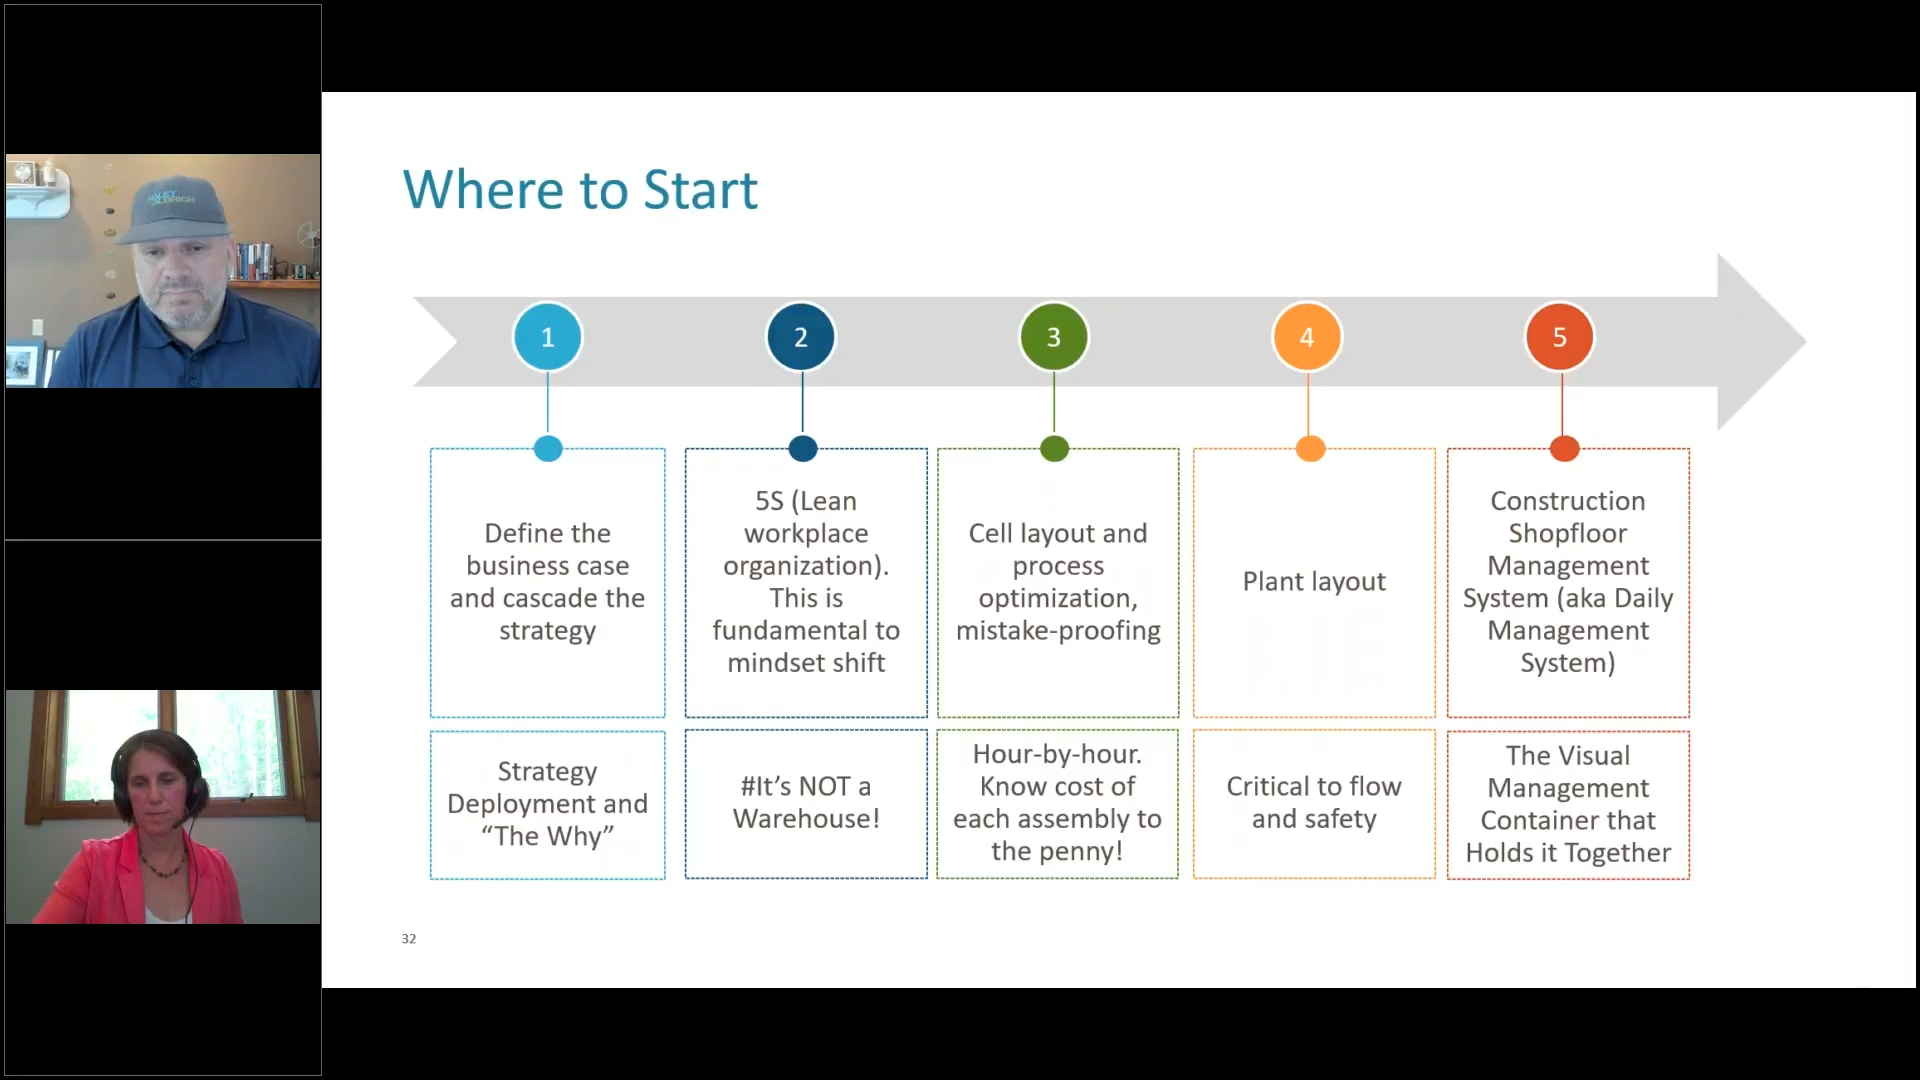 HALEY
ALDRICH
Where to Start
1
2
3
4
5
Define the
business case
and cascade the
strategy
5S (Lean
workplace
organization).
This is
fundamental to
mindset shift
Cell layout and
process
optimization,
mistake-proofing
Plant layout
Construction
Shopfloor
Management
System (aka Daily
Management
System)
Strategy
Deployment and
“The Why”
#It’s NOT a
Warehouse!
Hour-by-hour.
Know cost of
each assembly to
the penny!
Critical to flow
and safety
The Visual
Management
Container that
Holds it Together
32